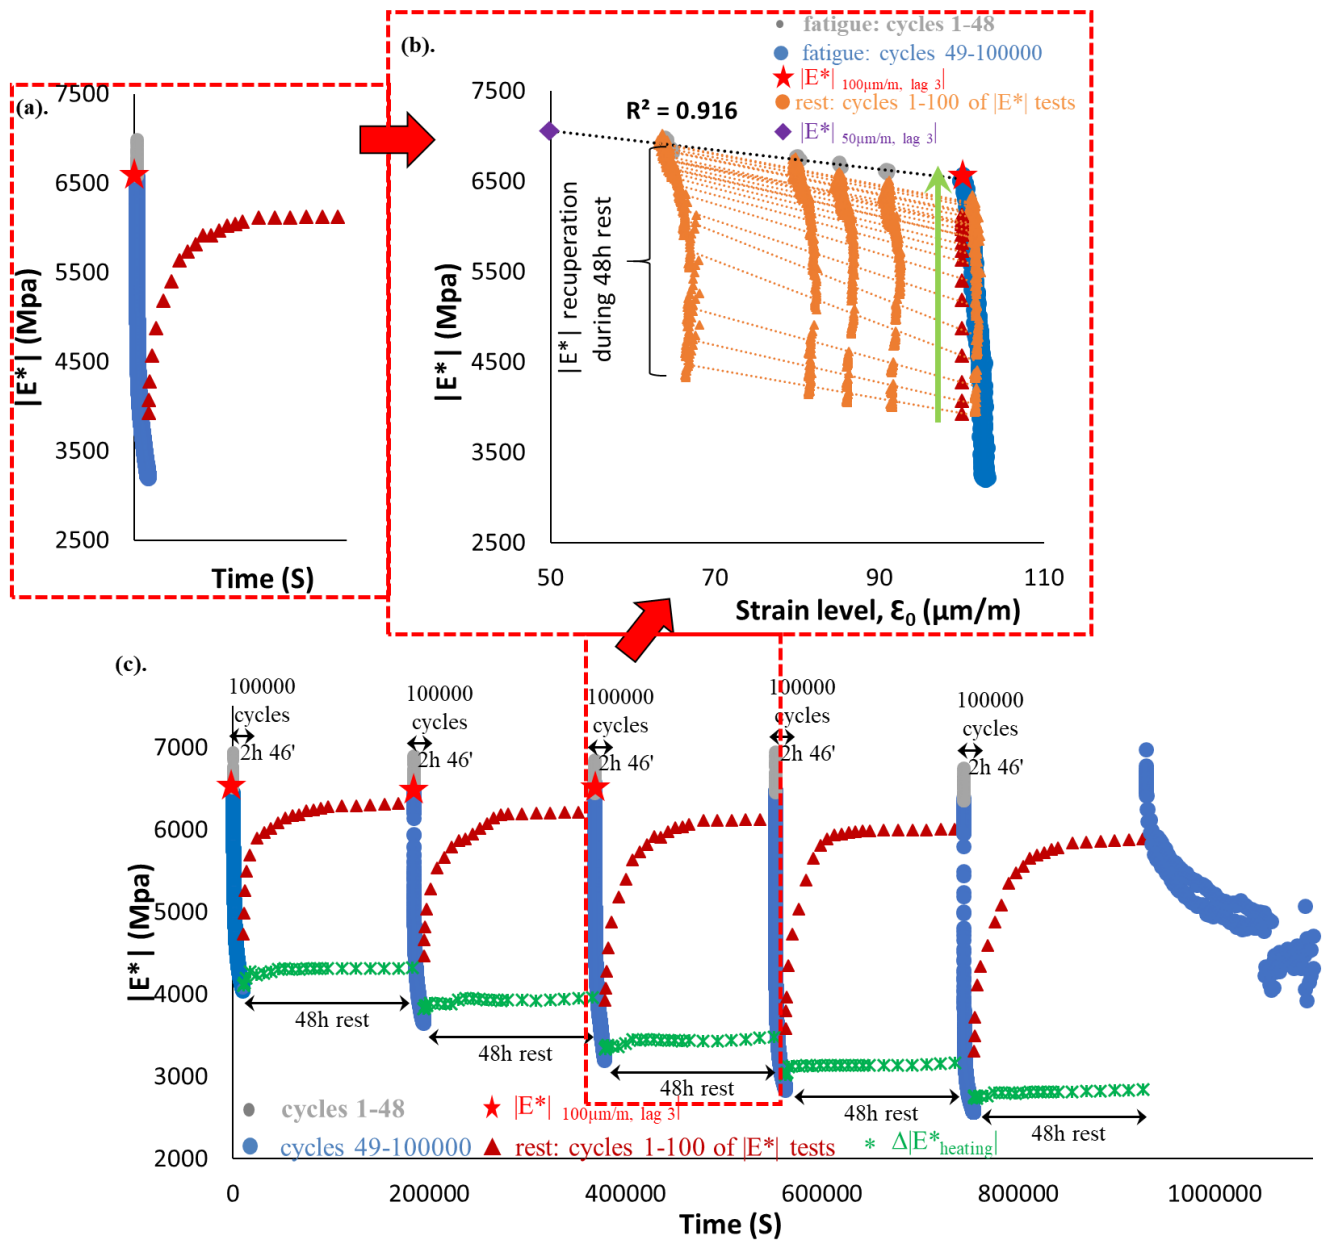 (a).
7500
6500
5500
4500
3500
2500
|E*| (Mpa)
Time (S)
(b).
fatigue: cycles 1-48
fatigue: cycles 49-100000
|E*| 100µm/m, lag 3|
rest: cycles 1-100 of |E*| tests
|E*| 50µm/m, lag 3|
R² = 0.916
7500
6500
5500
4500
3500
2500
|E*| (Mpa)
|E*| recuperation
during 48h rest
50
70
90
110
Strain level, Ɛ0 (µm/m)
(c).
100000
cycles
2h 46'
100000
cycles
2h 46'
100000
cycles
2h 46'
100000
cycles
2h 46'
100000
cycles
2h 46'
7000
6000
5000
4000
3000
2000
|E*| (Mpa)
48h rest
48h rest
48h rest
48h rest
48h rest
cycles 1-48
|E*| 100µm/m, lag 3|
cycles 49-100000
rest: cycles 1-100 of |E*| tests
* Δ|E*heating|
0
200000
400000
600000
800000
1000000
Time (S)